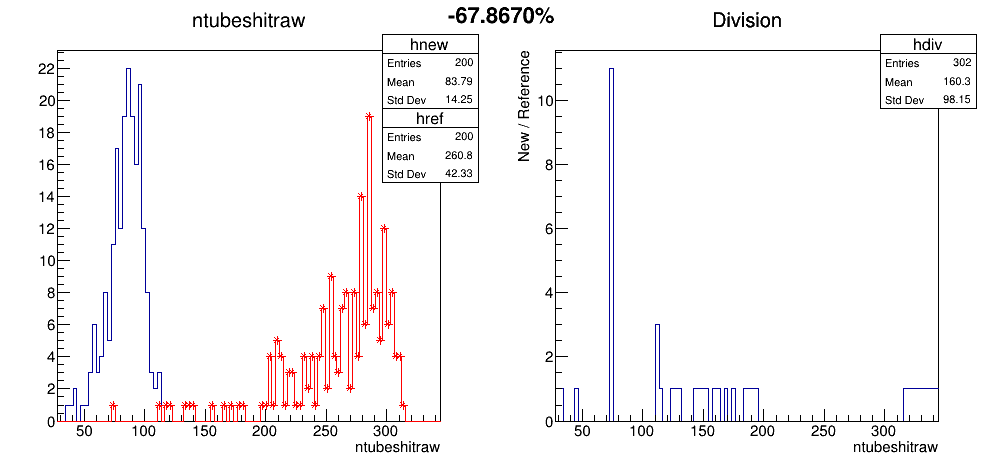 ntubeshitraw
-67.8670%
Division
hnew
Entries 200
Mean 83.79
Std Dev 14.25
href
Entries 200
Mean 260.8
Std Dev 42.33
22
20
18
16
14
12
10
8
6
4
2
0
50 100 150 200 250 300
ntubeshitraw
hdiv
Entries 302
Mean 160.3
Std Dev 98.15
New / Reference
10
8
6
4
2
0
50 100 150 200 250 300
ntubeshitraw